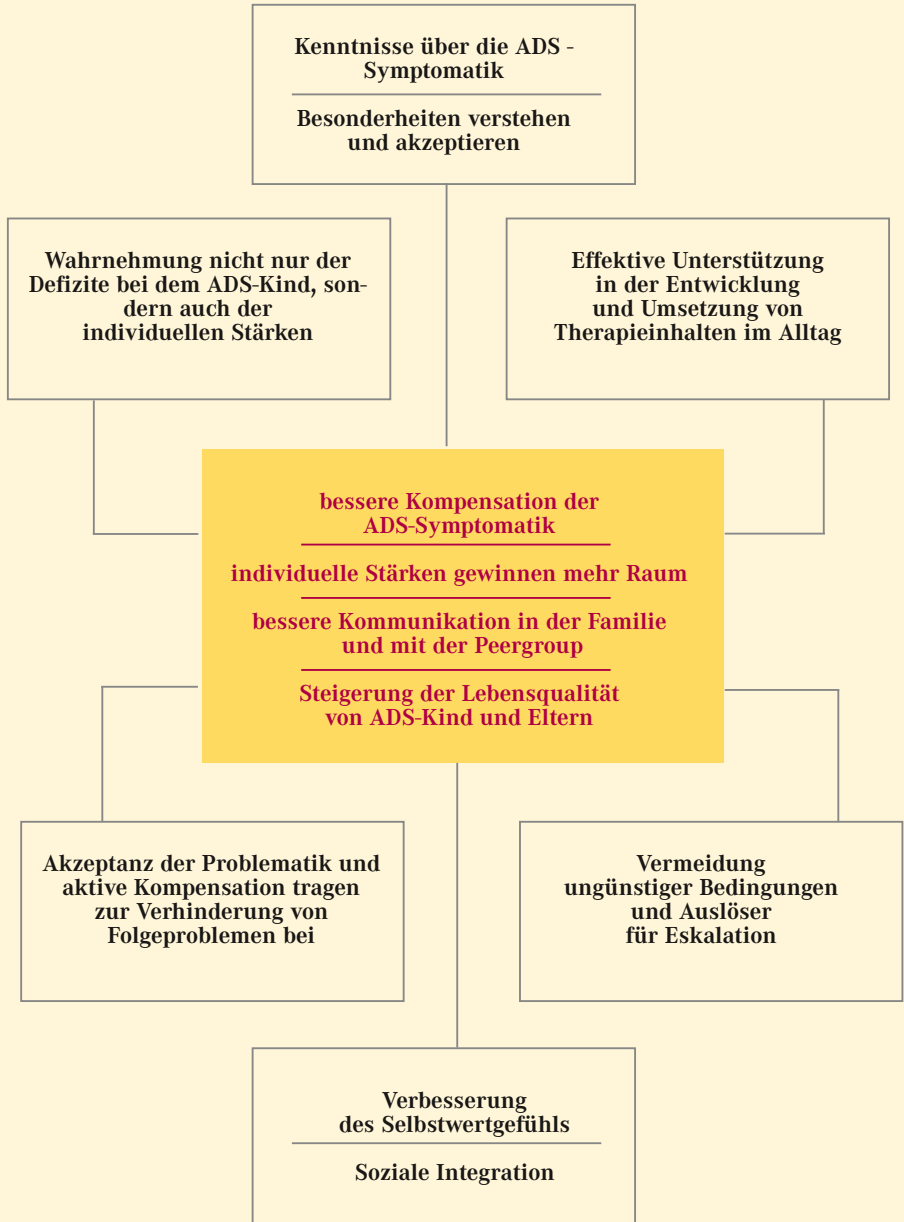 Kenntnisse über die ADS -
Symptomatik
Besonderheiten verstehen
und akzeptieren
Wahrnehmung nicht nur der
Defizite bei dem ADS-Kind, son-
dern auch der
individuellen Stärken
Effektive Unterstützung
in der Entwicklung
und Umsetzung von
Therapieinhalten im Alltag
bessere Kompensation der
ADS-Symptomatik
individuelle Stärken gewinnen mehr Raum
bessere Kommunikation in der Familie
und mit der Peergroup
Steigerung der Lebensqualität
von ADS-Kind und Eltern
Akzeptanz der Problematik und
aktive Kompensation tragen
zur Verhinderung von
Folgeproblemen bei
Vermeidung
ungünstiger Bedingungen
und Auslöser
für Eskalation
Verbesserung
des Selbstwertgefühls
Soziale Integration